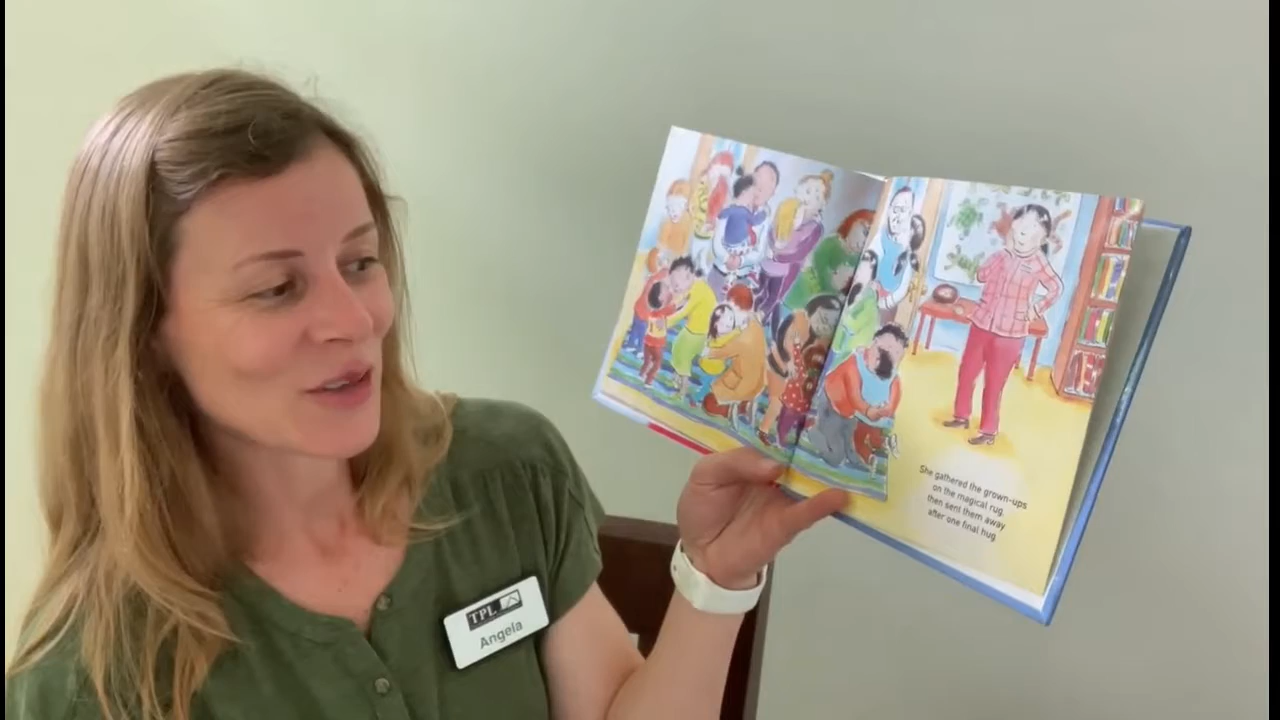 TPL
Angela
She gathered the grown-ups
on the magical rug,
then sent them away
after one final hug